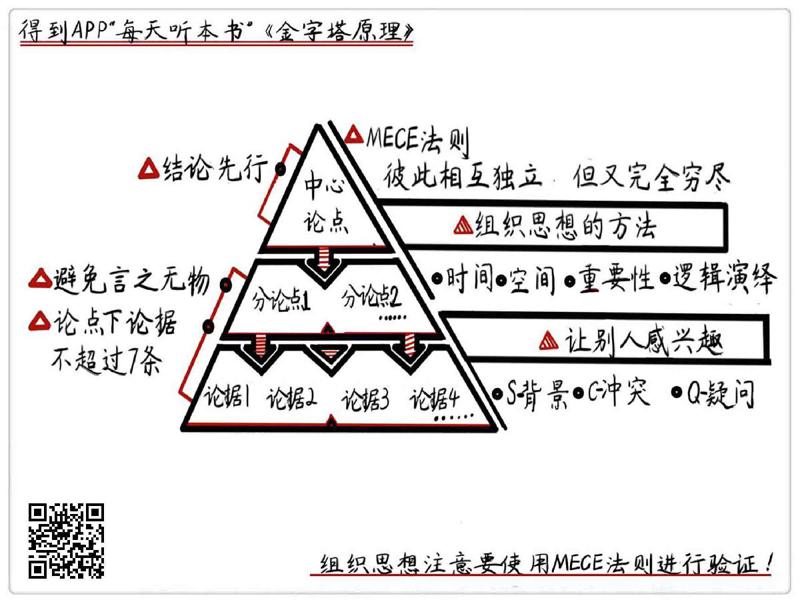 得到APP"每天听本书"《金字塔原理》
MECE法则
彼此相互独立 但又完全穷尽
结论先行
中心
论点
组织思想的方法
避免言之无物
时间 空间 重要性 逻辑演绎
分论点1 分论点2 ......
论点下论据
不超过7条
让别人感兴趣
论据1 论据2 论据3 论据4 ......
S-背景 C-冲突 Q-疑问
组织思想注意要使用MECE法则进行验证!